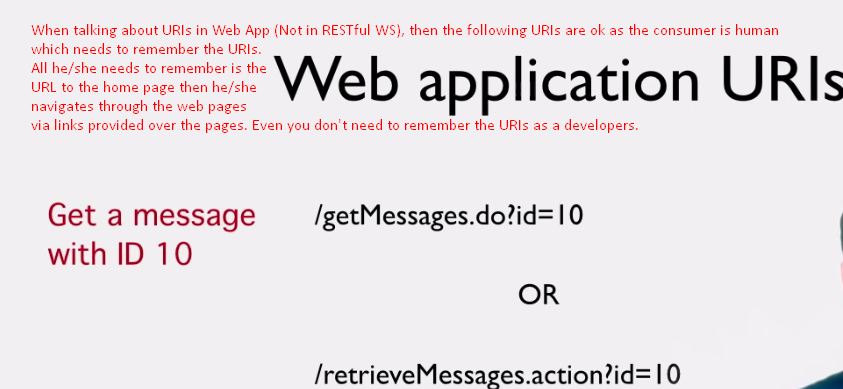 When talking about URIs in Web App (Not in RESTful WS), then the following URIs are ok as the consumer is human
which needs to remember the URIs.
All he/she needs to remember is the
URL to the home page then he/she
navigates through the web pages
via links provided over the pages. Even you don't need to remember the URIs as a developers.
Web application URIs
Get a message
with ID 10
/getMessages.do?id=10
OR
/retrieveMessages.action?id=10